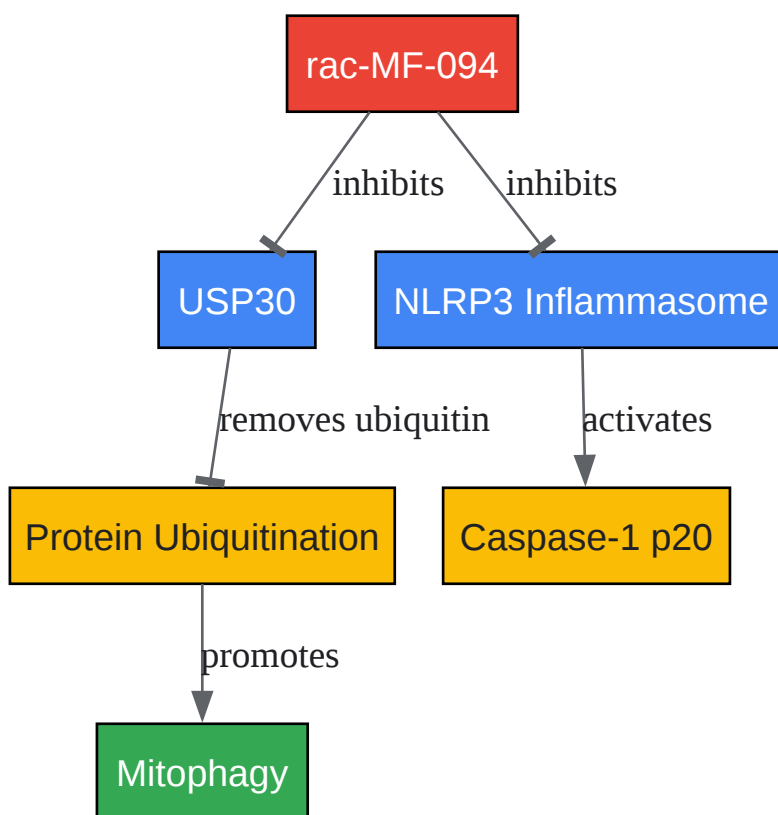 rac-MF-094
inhibits
inhibits
USP30
NLRP3 Inflammasome
removes ubiquitin
activates
Protein Ubiquitination
Caspase-1 p20
promotes
Mitophagy